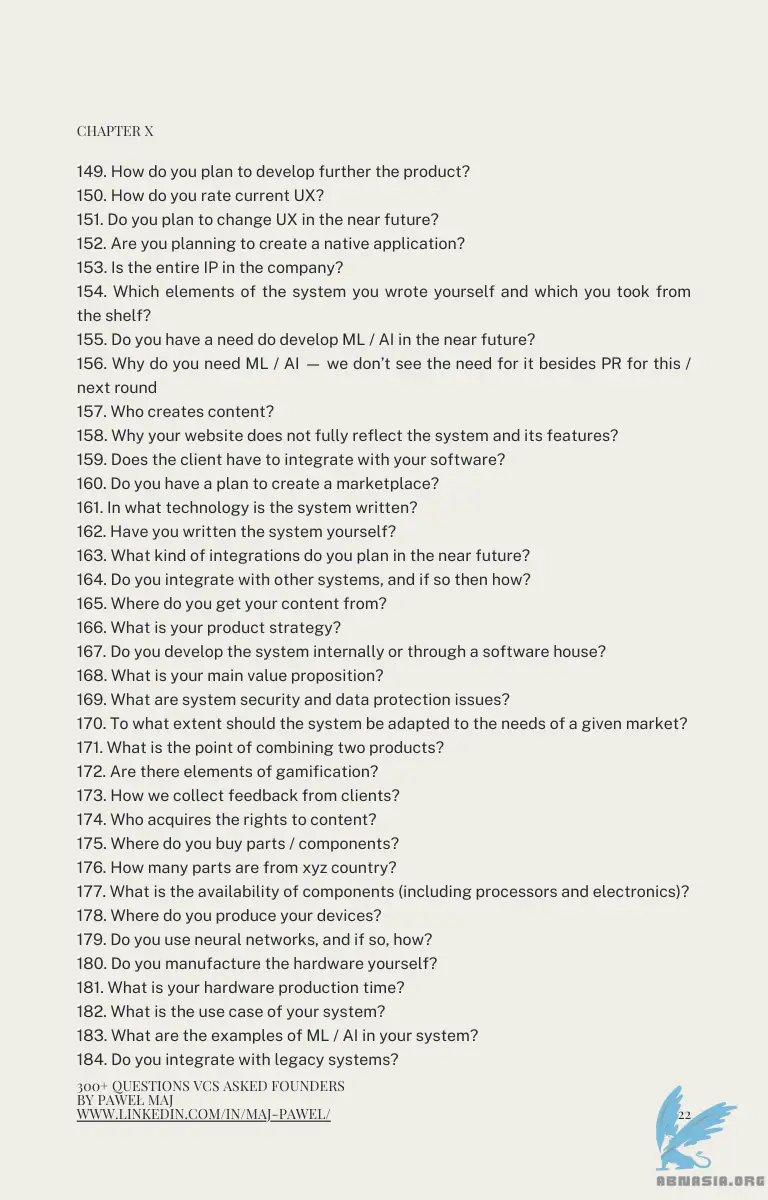 CHAPTER X
149. How do you plan to develop further the product?
150. How do you rate current UX?
151. Do you plan to change UX in the near future?
152. Are you planning to create a native application?
153. Is the entire IP in the company?
154. Which elements of the system you wrote yourself and which you took from
the shelf?
155. Do you have a need do develop ML / AI in the near future?
156. Why do you need ML / AI — we don't see the need for it besides PR for this /
next round
157. Who creates content?
158. Why your website does not fully reflect the system and its features?
159. Does the client have to integrate with your software?
160. Do you have a plan to create a marketplace?
161. In what technology is the system written?
162. Have you written the system yourself?
163. What kind of integrations do you plan in the near future?
164. Do you integrate with other systems, and if so then how?
165. Where do you get your content from?
166. What is your product strategy?
167. Do you develop the system internally or through a software house?
168. What is your main value proposition?
169. What are system security and data protection issues?
170. To what extent should the system be adapted to the needs of a given market?
171. What is the point of combining two products?
172. Are there elements of gamification?
173. How we collect feedback from clients?
174. Who acquires the rights to content?
175. Where do you buy parts / components?
176. How many parts are from xyz country?
177. What is the availability of components (including processors and electronics)?
178. Where do you produce your devices?
179. Do you use neural networks, and if so, how?
180. Do you manufacture the hardware yourself?
181. What is your hardware production time?
182. What is the use case of your system?
183. What are the examples of ML / AI in your system?
184. Do you integrate with legacy systems?
300+ QUESTIONS VCS ASKED FOUNDERS
BY PAWEŁ MAJ
WWW.LINKEDIN.COM/IN/MAJ-PAWEL/
22
ABNASIA.ORG